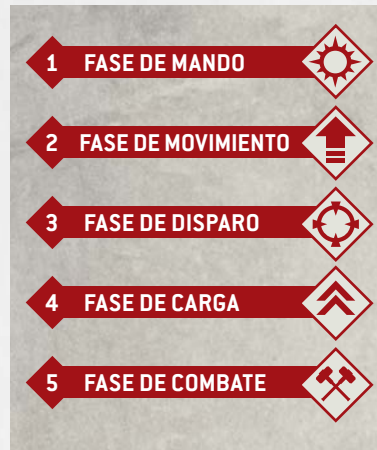 1 FASE DE MANDO
2 FASE DE MOVIMIENTO
3 FASE DE DISPARO
4 FASE DE CARGA
5 FASE DE COMBATE